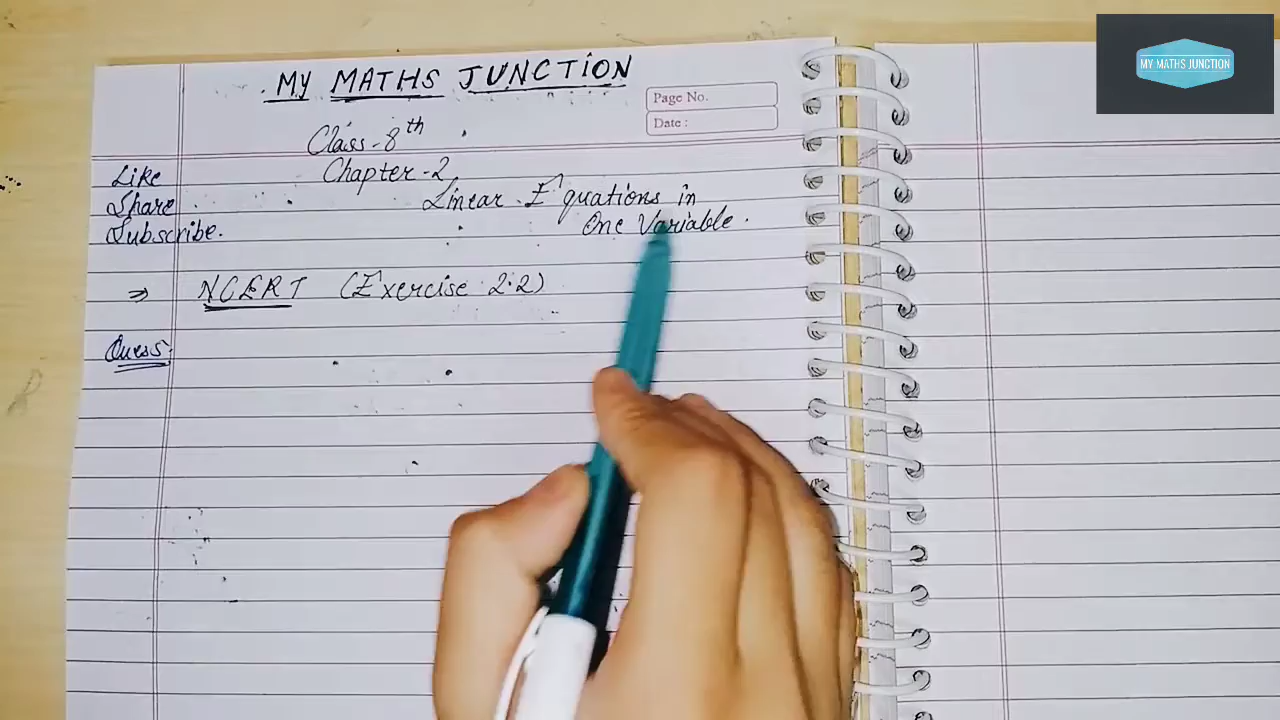 MY MATHS JUNCTION
MY MATHS JUNCTION
Page No.
Date :
Class-8th
Chapter-2
Linear Equations in
One Variable.
Like
Share
Subscribe.
⇒ NCERT (Exercise 2.2)
Ques5: